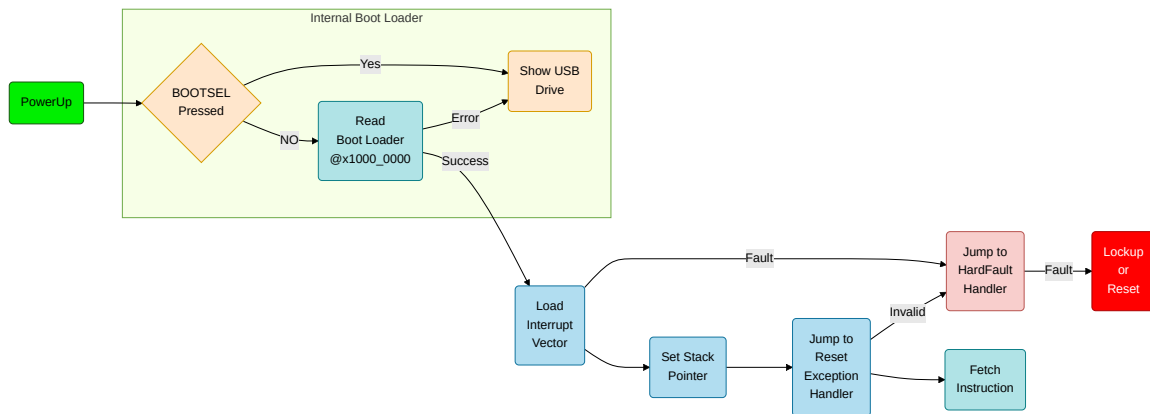 Internal Boot Loader
PowerUp
BOOTSEL
Pressed
Yes
NO
Read
Boot Loader
@x1000_0000
Error
Success
Show USB
Drive
Load
Interrupt
Vector
Fault
Set Stack
Pointer
Jump to
Reset
Exception
Handler
Invalid
Jump to
HardFault
Handler
Fault
Lockup
or
Reset
Fetch
Instruction